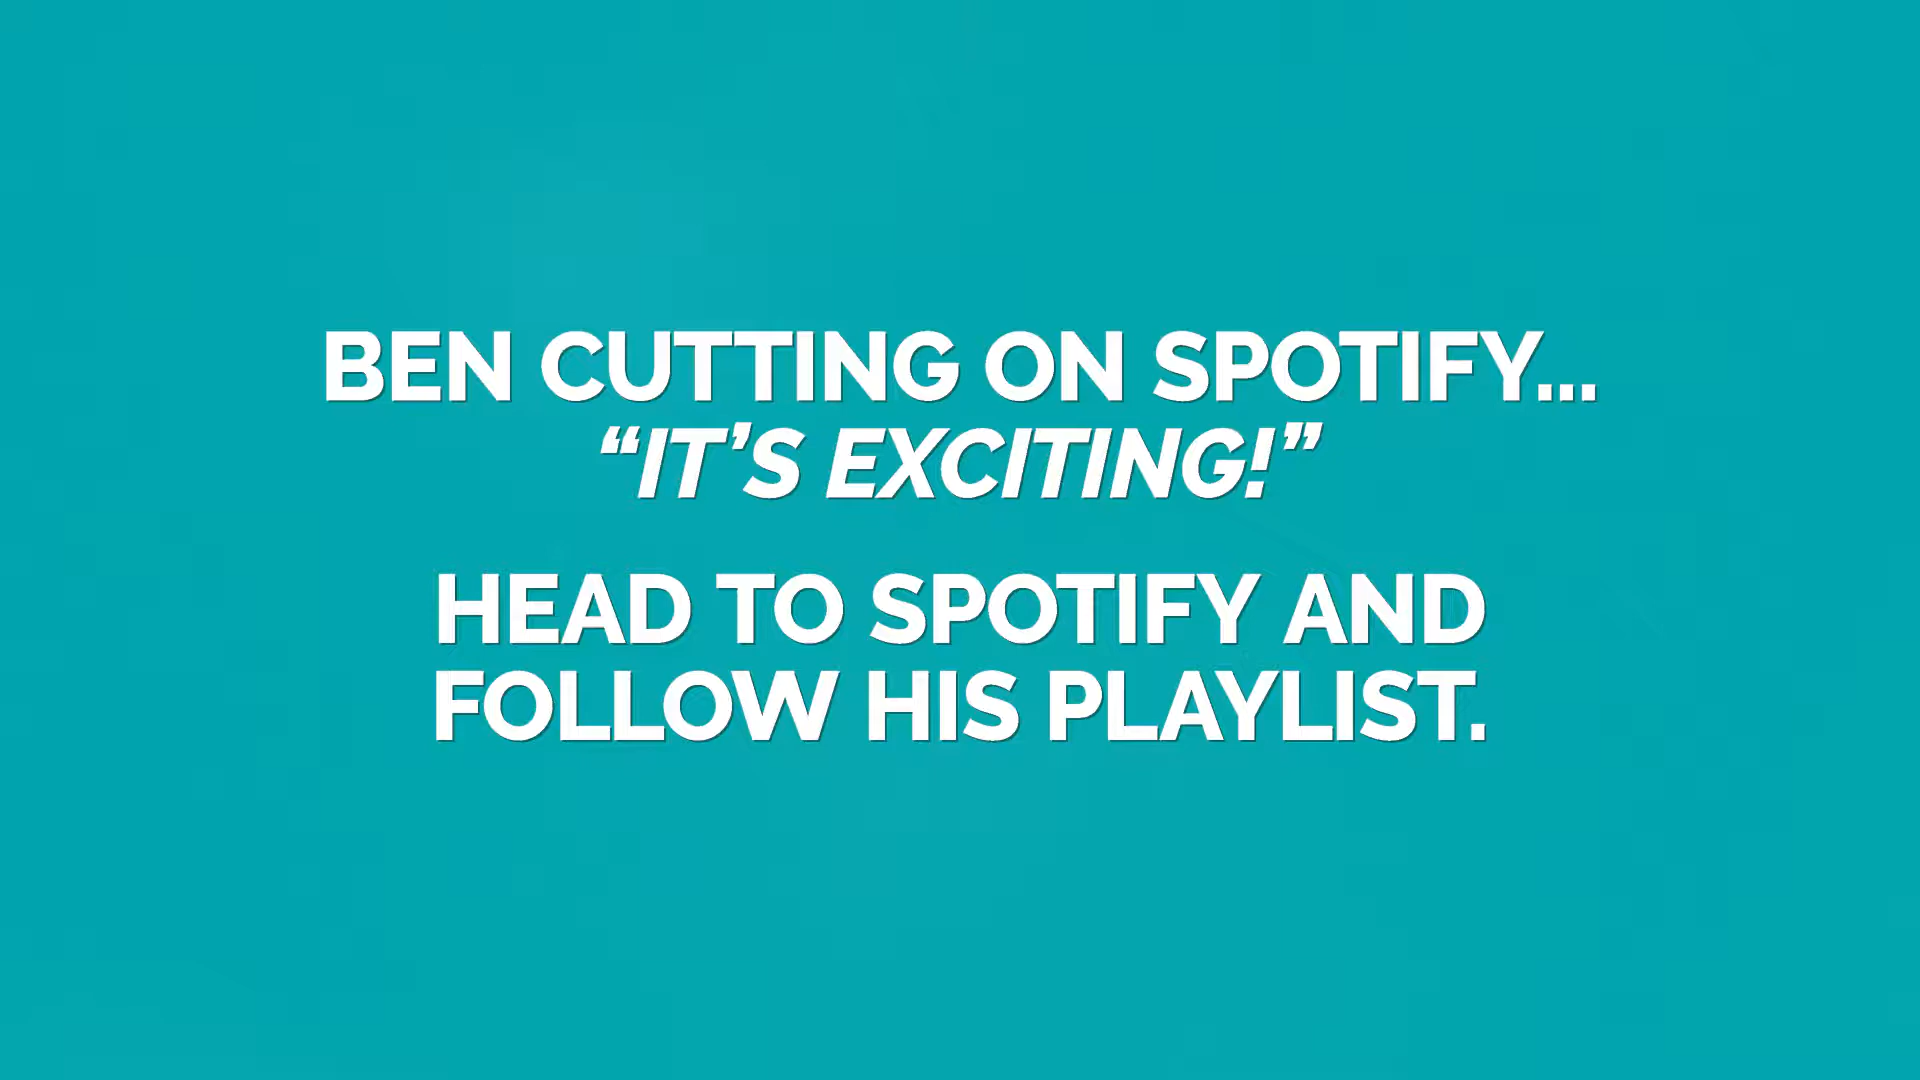 BEN CUTTING ON SPOTIFY...
“IT’S EXCITING!”
HEAD TO SPOTIFY AND
FOLLOW HIS PLAYLIST.